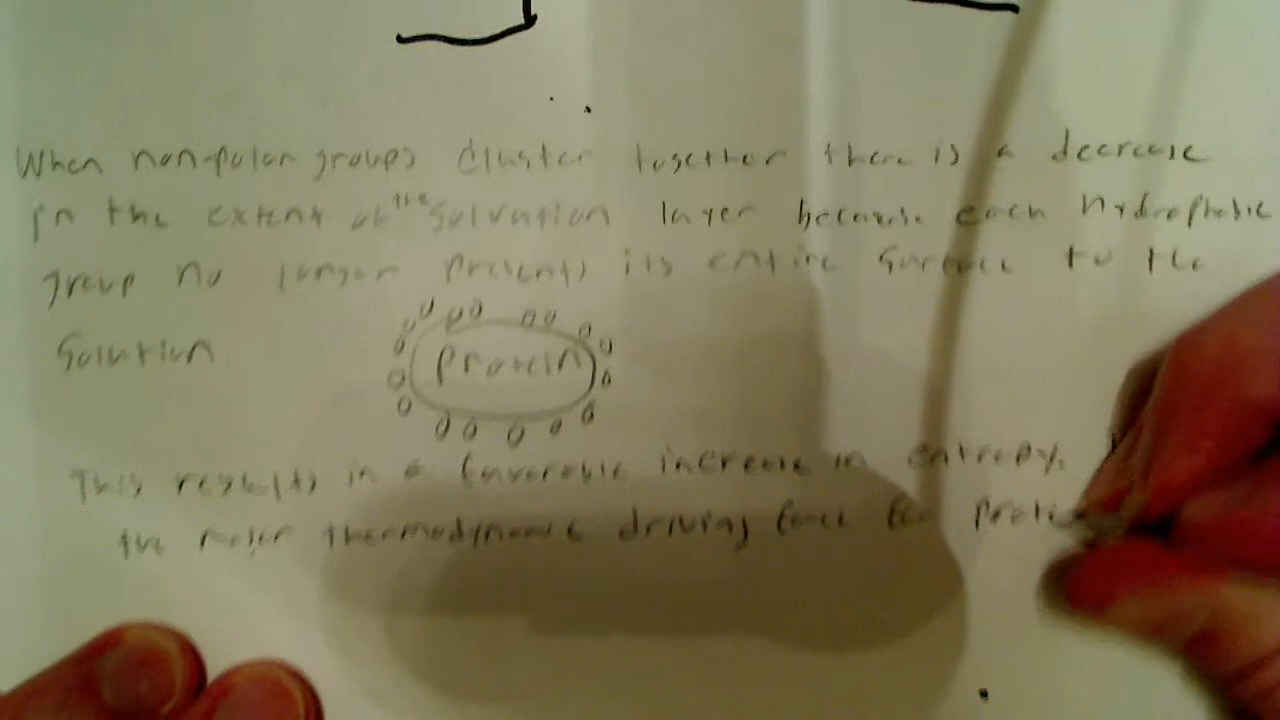 When non-polar groups cluster together there is a decrease
in the extent of the solvation layer because each hydrophobic
group no longer presents its entire surface to the
solution
protein
This result(s) in a favorable increase in entropy.
the major thermodynamic driving force for prote